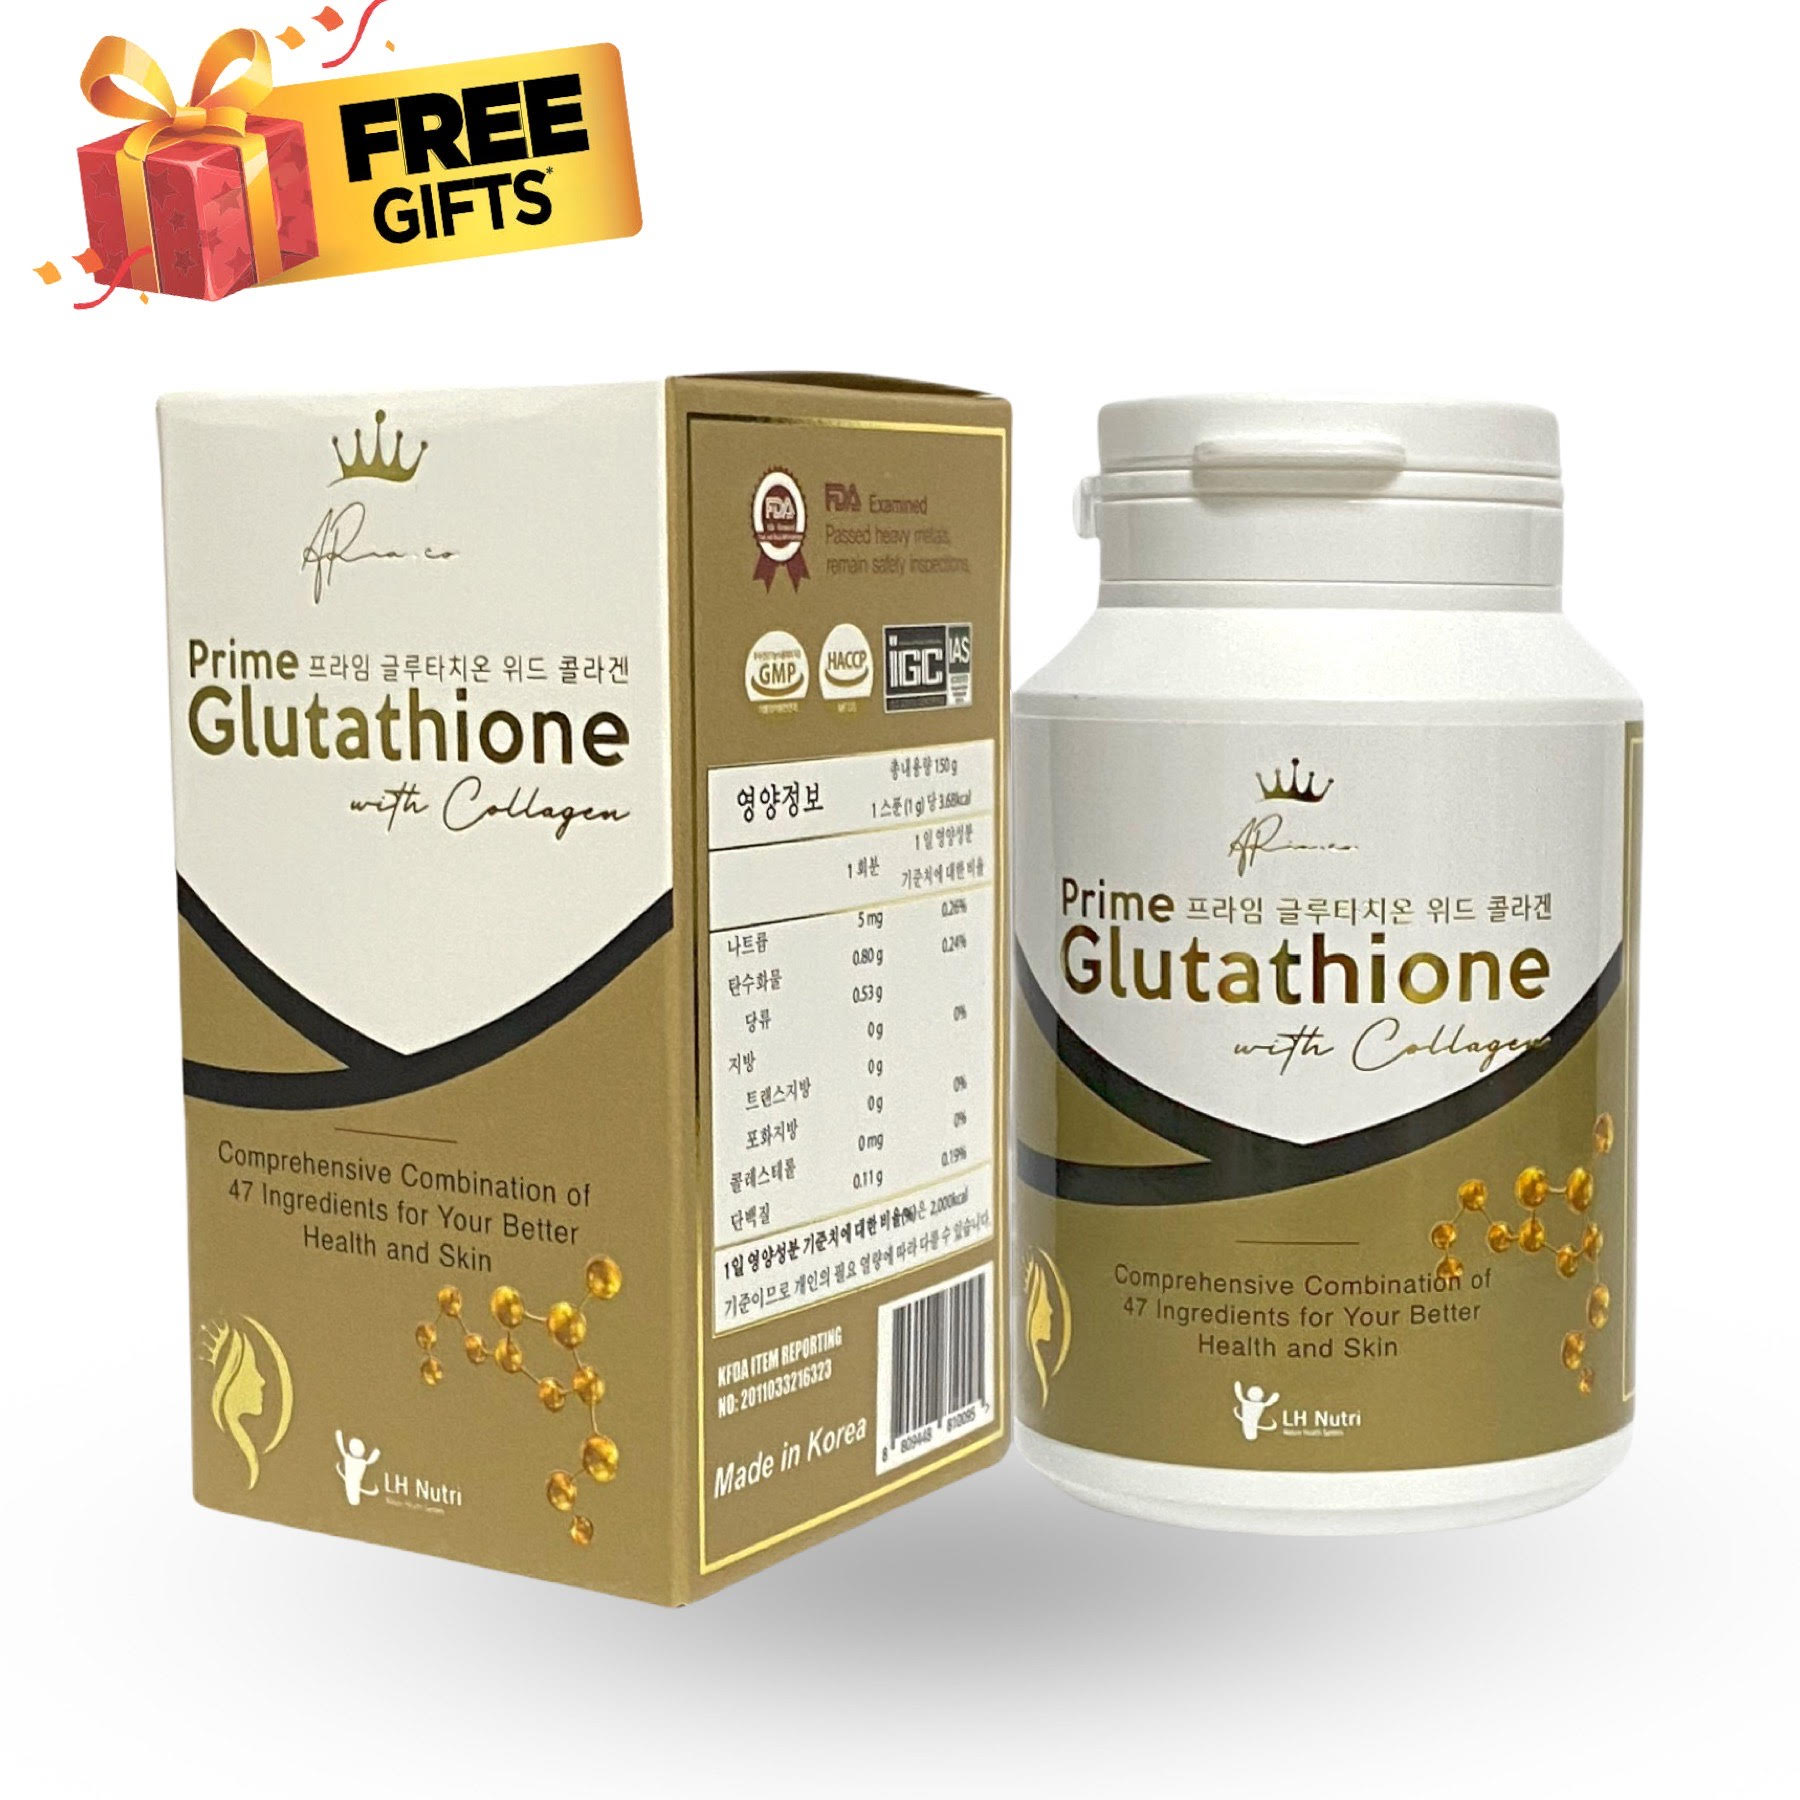 FREE
GIFTS*
ARia.co
Prime 프라임 글루타치온 위드 콜라겐
Glutathione
with Collagen
Comprehensive Combination of
47 Ingredients for Your Better
Health and Skin
LH Nutri
FDA
FDA Examined
Passed heavy metals,
remain safety inspections.
GMP
HACCP
IGC
IAS
영양정보
총내용량 150 g
1 스푼 (1 g) 당 3.68kcal
1 회분
1 일 영양성분
기준치에 대한 비율
나트륨 5 mg 0.26%
탄수화물 0.80 g 0.24%
당류 0.53 g
지방 0 g 0%
트랜스지방 0 g
포화지방 0 g 0%
콜레스테롤 0 mg 0%
단백질 0.11 g 0.19%
1일 영양성분 기준치에 대한 비율(%)은 2,000kcal
기준이므로 개인의 필요 열량에 따라 다를 수 있습니다.
KFDA ITEM REPORTING
NO: 2011033216323
Made in Korea
8 809448 810095
ARia.co
Prime 프라임 글루타치온 위드 콜라겐
Glutathione
with Collagen
Comprehensive Combination of
47 Ingredients for Your Better
Health and Skin
LH Nutri